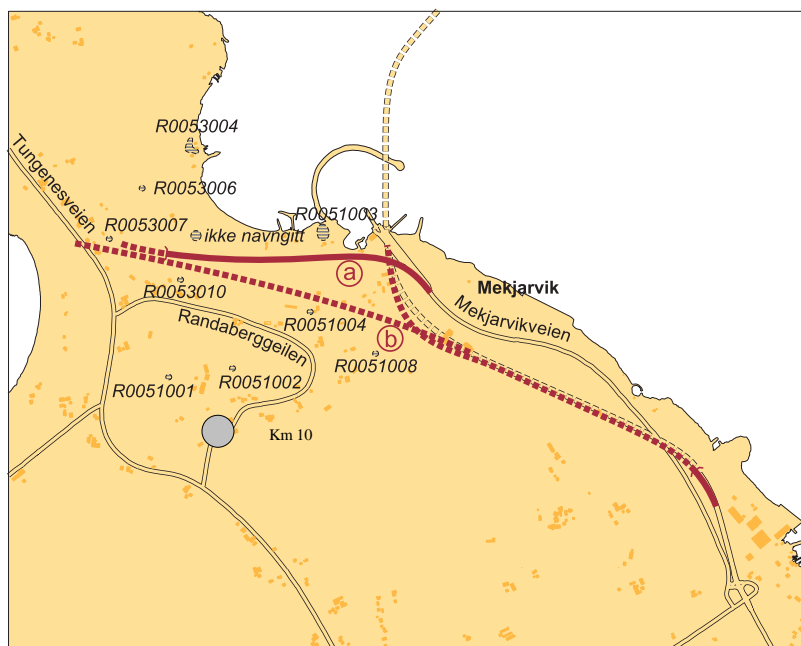 R0053004
Tungenesveien
R0053006
R0053007
ikke navngitt
R0051003
a
R0053010
Mekjarvik
Mekjarvikveien
R0051004
Randaberggeilen
b
R0051008
R0051001
R0051002
Km 10